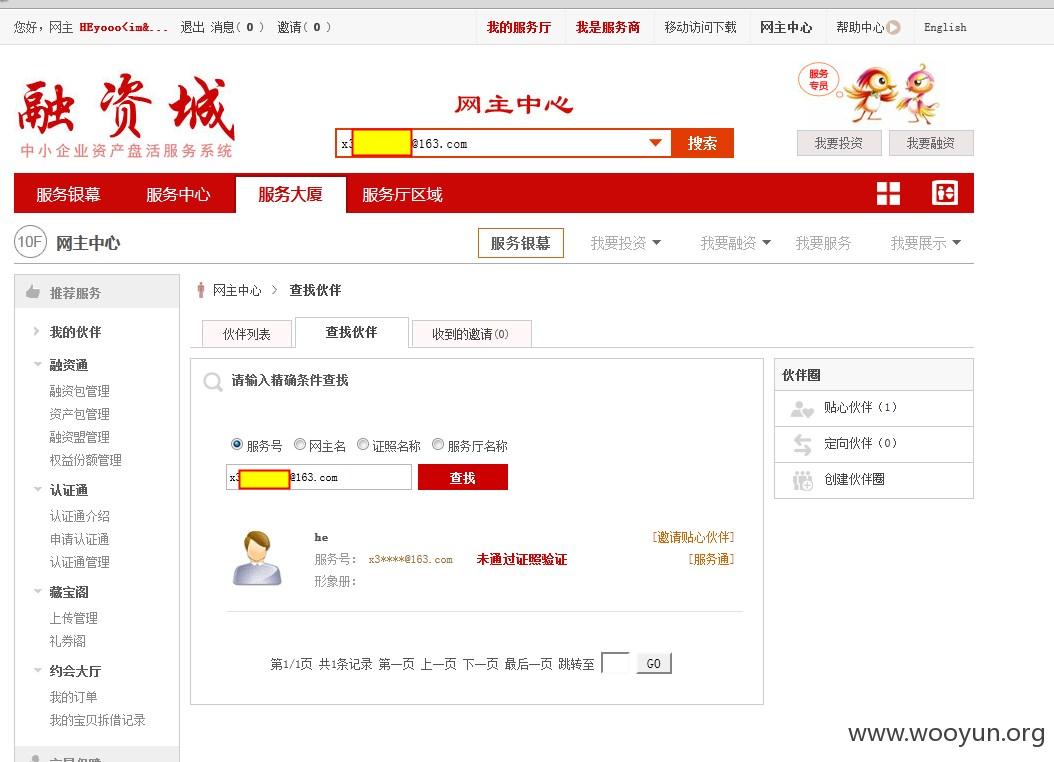 您好，网主 HEyooo<im&... 退出 消息( 0 ) 邀请( 0 ) 我的服务厅 我是服务商 移动访问下载 网主中心 帮助中心 English
融资城
中小企业资产盘活服务系统
网主中心
x3 @163.com 搜索
服务
专员
我要投资 我要融资
服务银幕 服务中心 服务大厦 服务厅区域
10F 网主中心 服务银幕 我要投资 我要融资 我要服务 我要展示
推荐服务
我的伙伴
融资通
融资包管理
资产包管理
融资盟管理
权益份额管理
认证通
认证通介绍
申请认证通
认证通管理
藏宝阁
上传管理
礼券阁
约会大厅
我的订单
我的宝贝拆借记录
网主中心 > 查找伙伴
伙伴列表 查找伙伴 收到的邀请(0)
请输入精确条件查找
服务号 网主名 证照名称 服务厅名称
x3 @163.com 查找
he [邀请贴心伙伴]
服务号： x3****@163.com 未通过证照验证 [服务通]
形象册：
第1/1页 共1条记录 第一页 上一页 下一页 最后一页 跳转至 GO
伙伴圈
贴心伙伴（1）
定向伙伴（0）
创建伙伴圈
www.wooyun.org